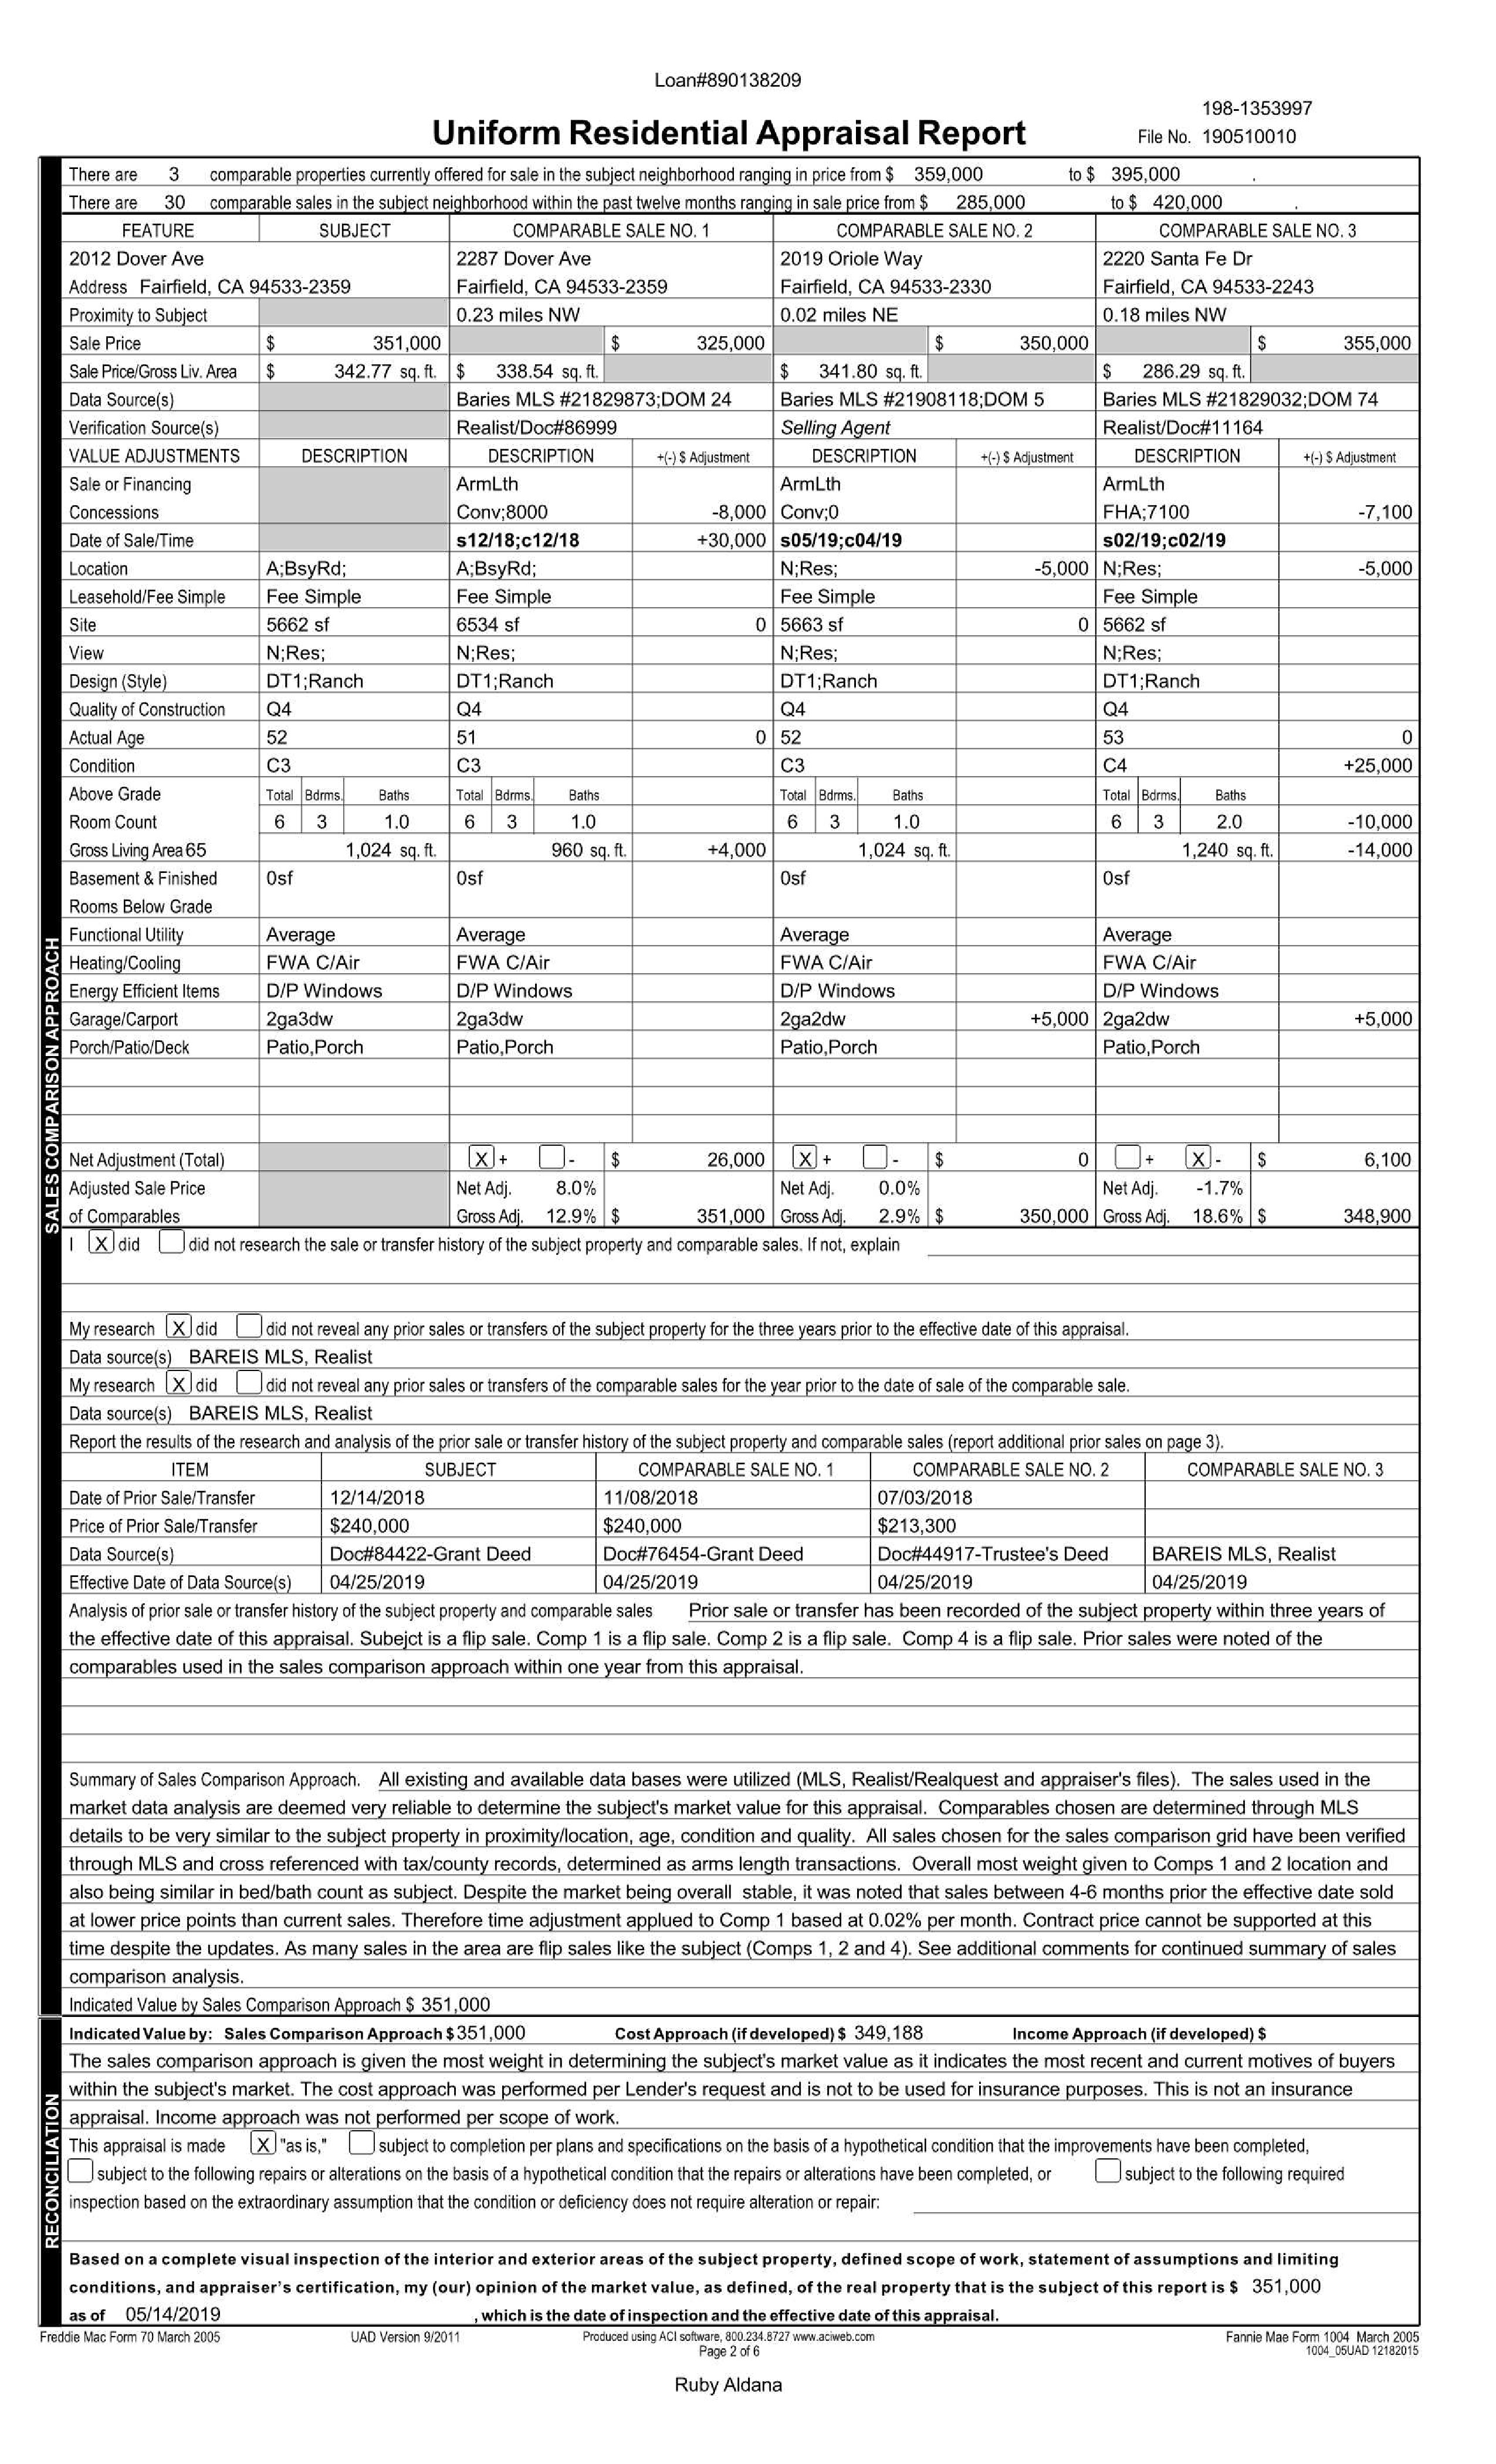 Loan#890138209
198-1353997
Uniform Residential Appraisal Report File No. 190510010
There are 3 comparable properties currently offered for sale in the subject neighborhood ranging in price from $ 359,000 to $ 395,000 .
There are 30 comparable sales in the subject neighborhood within the past twelve months ranging in sale price from $ 285,000 to $ 420,000 .
FEATURE SUBJECT COMPARABLE SALE NO. 1 COMPARABLE SALE NO. 2 COMPARABLE SALE NO. 3
2012 Dover Ave 2287 Dover Ave 2019 Oriole Way 2220 Santa Fe Dr
Address Fairfield, CA 94533-2359 Fairfield, CA 94533-2359 Fairfield, CA 94533-2330 Fairfield, CA 94533-2243
Proximity to Subject 0.23 miles NW 0.02 miles NE 0.18 miles NW
Sale Price $ 351,000 $ 325,000 $ 350,000 $ 355,000
Sale Price/Gross Liv. Area $ 342.77 sq. ft. $ 338.54 sq. ft. $ 341.80 sq. ft. $ 286.29 sq. ft.
Data Source(s) Baries MLS #21829873;DOM 24 Baries MLS #21908118;DOM 5 Baries MLS #21829032;DOM 74
Verification Source(s) Realist/Doc#86999 Selling Agent Realist/Doc#11164
VALUE ADJUSTMENTS DESCRIPTION DESCRIPTION +(-) $ Adjustment DESCRIPTION +(-) $ Adjustment DESCRIPTION +(-) $ Adjustment
Sale or Financing ArmLth ArmLth ArmLth
Concessions Conv;8000 -8,000 Conv;0 FHA;7100 -7,100
Date of Sale/Time s12/18;c12/18 +30,000 s05/19;c04/19 s02/19;c02/19
Location A;BsyRd; A;BsyRd; N;Res; -5,000 N;Res; -5,000
Leasehold/Fee Simple Fee Simple Fee Simple Fee Simple Fee Simple
Site 5662 sf 6534 sf 0 5663 sf 0 5662 sf
View N;Res; N;Res; N;Res; N;Res;
Design (Style) DT1;Ranch DT1;Ranch DT1;Ranch DT1;Ranch
Quality of Construction Q4 Q4 Q4 Q4
Actual Age 52 51 0 52 53 0
Condition C3 C3 C3 C4 +25,000
Above Grade Total Bdrms. Baths Total Bdrms. Baths Total Bdrms. Baths Total Bdrms. Baths
Room Count 6 3 1.0 6 3 1.0 6 3 1.0 6 3 2.0 -10,000
Gross Living Area 65 1,024 sq. ft. 960 sq. ft. +4,000 1,024 sq. ft. 1,240 sq. ft. -14,000
Basement & Finished 0sf 0sf 0sf 0sf
Rooms Below Grade
Functional Utility Average Average Average Average
Heating/Cooling FWA C/Air FWA C/Air FWA C/Air FWA C/Air
Energy Efficient Items D/P Windows D/P Windows D/P Windows D/P Windows
Garage/Carport 2ga3dw 2ga3dw 2ga2dw +5,000 2ga2dw +5,000
Porch/Patio/Deck Patio,Porch Patio,Porch Patio,Porch Patio,Porch
SALES COMPARISON APPROACH
Net Adjustment (Total) X + - $ 26,000 X + - $ 0 + X - $ 6,100
Adjusted Sale Price Net Adj. 8.0% Net Adj. 0.0% Net Adj. -1.7%
of Comparables Gross Adj. 12.9% $ 351,000 Gross Adj. 2.9% $ 350,000 Gross Adj. 18.6% $ 348,900
I X did did not research the sale or transfer history of the subject property and comparable sales. If not, explain
My research X did did not reveal any prior sales or transfers of the subject property for the three years prior to the effective date of this appraisal.
Data source(s) BAREIS MLS, Realist
My research X did did not reveal any prior sales or transfers of the comparable sales for the year prior to the date of sale of the comparable sale.
Data source(s) BAREIS MLS, Realist
Report the results of the research and analysis of the prior sale or transfer history of the subject property and comparable sales (report additional prior sales on page 3).
ITEM SUBJECT COMPARABLE SALE NO. 1 COMPARABLE SALE NO. 2 COMPARABLE SALE NO. 3
Date of Prior Sale/Transfer 12/14/2018 11/08/2018 07/03/2018
Price of Prior Sale/Transfer $240,000 $240,000 $213,300
Data Source(s) Doc#84422-Grant Deed Doc#76454-Grant Deed Doc#44917-Trustee's Deed BAREIS MLS, Realist
Effective Date of Data Source(s) 04/25/2019 04/25/2019 04/25/2019 04/25/2019
Analysis of prior sale or transfer history of the subject property and comparable sales Prior sale or transfer has been recorded of the subject property within three years of
the effective date of this appraisal. Subejct is a flip sale. Comp 1 is a flip sale. Comp 2 is a flip sale. Comp 4 is a flip sale. Prior sales were noted of the
comparables used in the sales comparison approach within one year from this appraisal.
Summary of Sales Comparison Approach. All existing and available data bases were utilized (MLS, Realist/Realquest and appraiser's files). The sales used in the
market data analysis are deemed very reliable to determine the subject's market value for this appraisal. Comparables chosen are determined through MLS
details to be very similar to the subject property in proximity/location, age, condition and quality. All sales chosen for the sales comparison grid have been verified
through MLS and cross referenced with tax/county records, determined as arms length transactions. Overall most weight given to Comps 1 and 2 location and
also being similar in bed/bath count as subject. Despite the market being overall stable, it was noted that sales between 4-6 months prior the effective date sold
at lower price points than current sales. Therefore time adjustment applued to Comp 1 based at 0.02% per month. Contract price cannot be supported at this
time despite the updates. As many sales in the area are flip sales like the subject (Comps 1, 2 and 4). See additional comments for continued summary of sales
comparison analysis.
Indicated Value by Sales Comparison Approach $ 351,000
Indicated Value by: Sales Comparison Approach $ 351,000 Cost Approach (if developed) $ 349,188 Income Approach (if developed) $
The sales comparison approach is given the most weight in determining the subject's market value as it indicates the most recent and current motives of buyers
within the subject's market. The cost approach was performed per Lender's request and is not to be used for insurance purposes. This is not an insurance
appraisal. Income approach was not performed per scope of work.
RECONCILIATION
This appraisal is made X "as is," subject to completion per plans and specifications on the basis of a hypothetical condition that the improvements have been completed,
subject to the following repairs or alterations on the basis of a hypothetical condition that the repairs or alterations have been completed, or subject to the following required
inspection based on the extraordinary assumption that the condition or deficiency does not require alteration or repair:
Based on a complete visual inspection of the interior and exterior areas of the subject property, defined scope of work, statement of assumptions and limiting
conditions, and appraiser's certification, my (our) opinion of the market value, as defined, of the real property that is the subject of this report is $ 351,000
as of 05/14/2019 , which is the date of inspection and the effective date of this appraisal.
Freddie Mac Form 70 March 2005 UAD Version 9/2011 Produced using ACI software, 800.234.8727 www.aciweb.com Fannie Mae Form 1004 March 2005
Page 2 of 6 1004_05UAD 12182015
Ruby Aldana